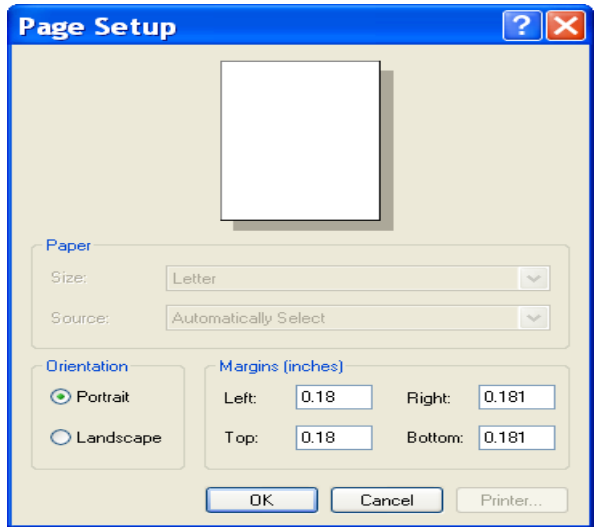 Page Setup
Paper
Size: Letter
Source: Automatically Select
Orientation
Portrait
Landscape
Margins (inches)
Left: 0.18 Right: 0.181
Top: 0.18 Bottom: 0.181
OK Cancel Printer...